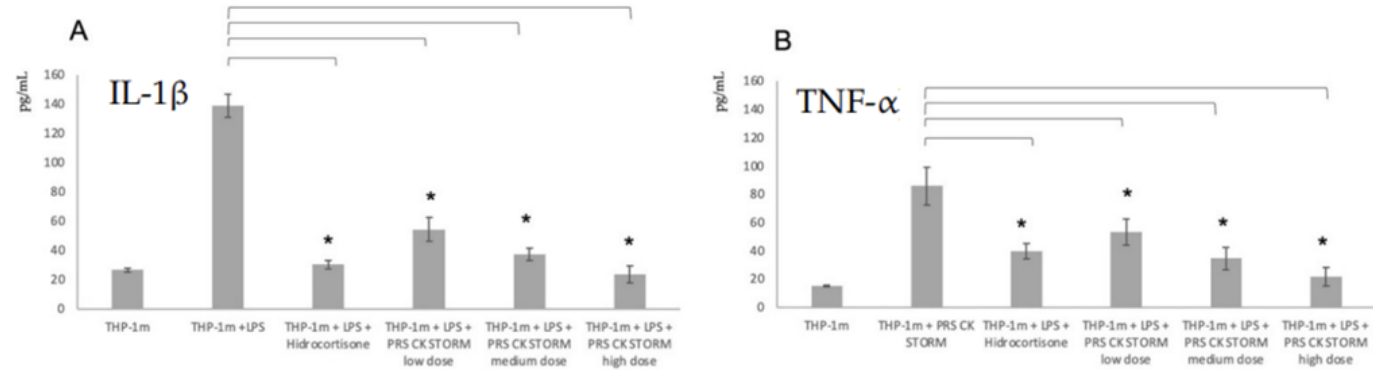 A
pg/mL
IL-1β
160
140
120
100
80
60
40
20
0
*
*
*
*
THP-1m
THP-1m +LPS
THP-1m + LPS +
Hidrocortisone
THP-1m + LPS +
PRS CK STORM
low dose
THP-1m + LPS +
PRS CK STORM
medium dose
THP-1m + LPS +
PRS CK STORM
high dose
B
pg/mL
TNF-α
160
140
120
100
80
60
40
20
0
*
*
*
*
THP-1m
THP-1m + PRS CK
STORM
THP-1m + LPS +
Hidrocortisone
THP-1m + LPS +
PRS CK STORM
low dose
THP-1m + LPS +
PRS CK STORM
medium dose
THP-1m + LPS +
PRS CK STORM
high dose